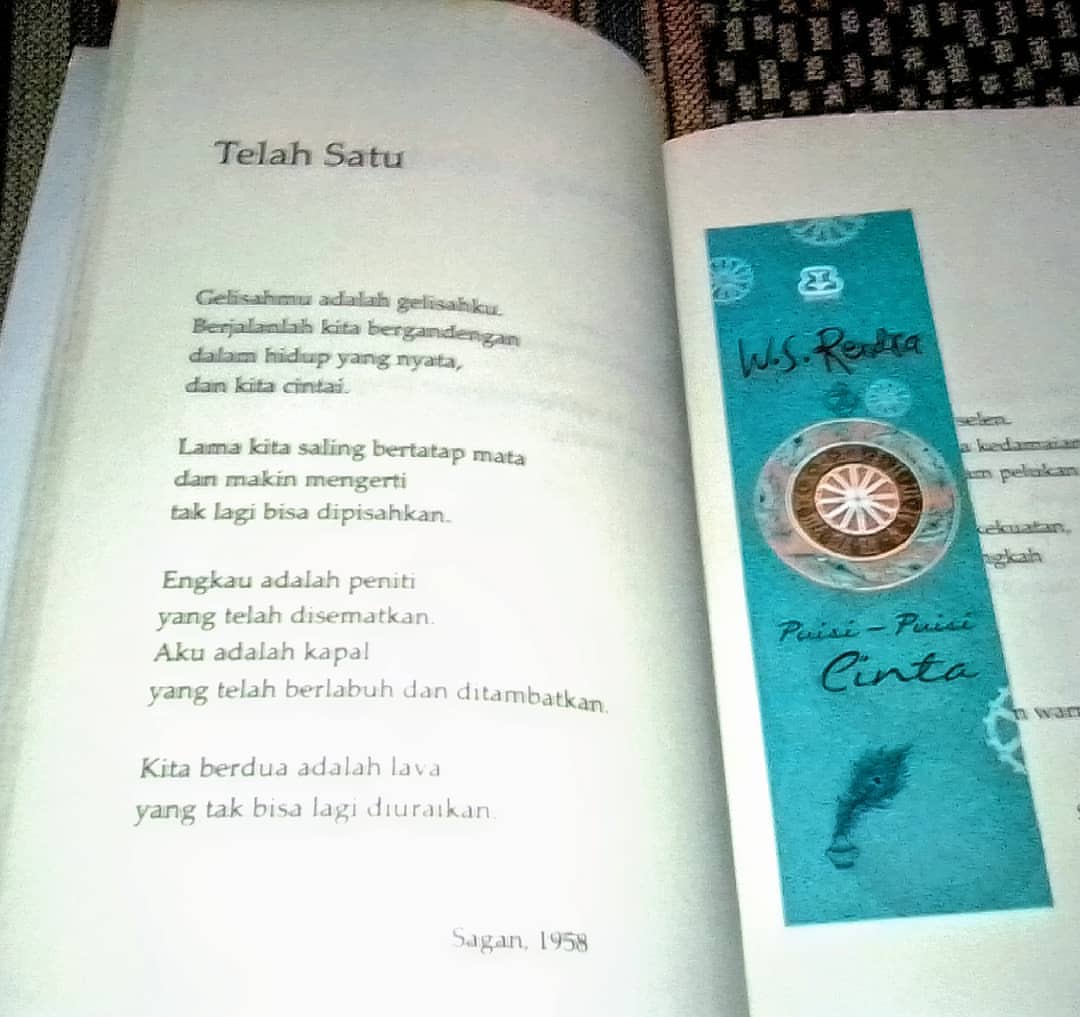 Telah Satu
Gelisahmu adalah gelisahku.
Berjalanlah kita bergandengan
dalam hidup yang nyata,
dan kita cintai.
Lama kita saling bertatap mata
dan makin mengerti
tak lagi bisa dipisahkan.
Engkau adalah peniti
yang telah disematkan.
Aku adalah kapal
yang telah berlabuh dan ditambatkan.
Kita berdua adalah lava
yang tak bisa lagi diuraikan.
Sagan, 1958
W.S. Rendra
Puisi - Puisi
Cinta
kedamaian
pelukan